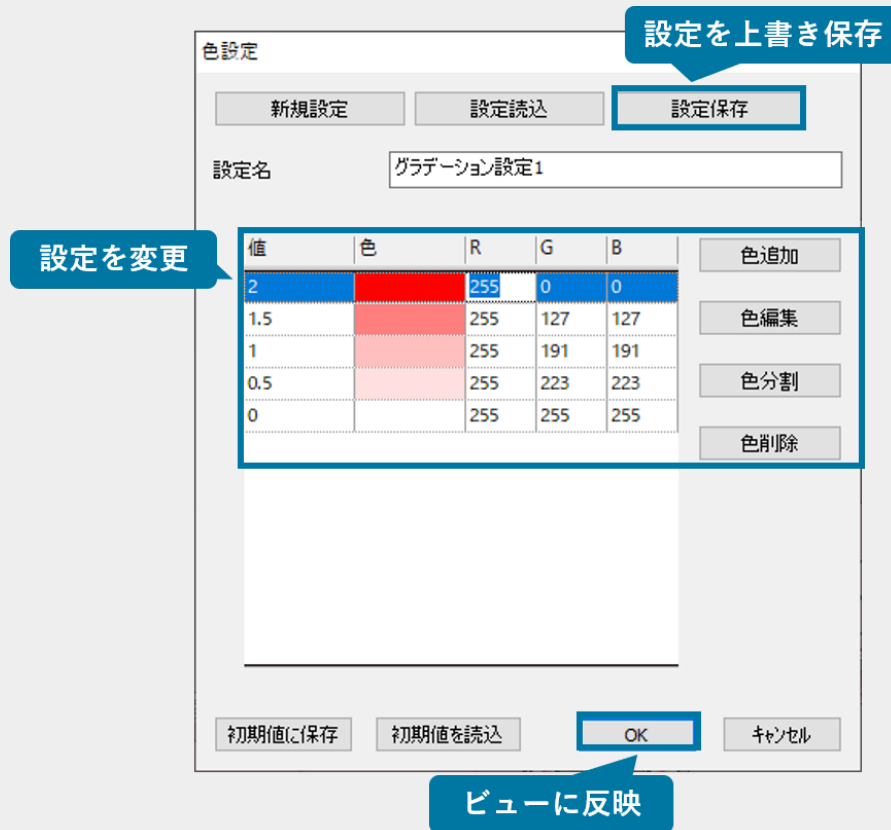 設定を上書き保存
色設定
新規設定 設定読込 設定保存
設定名 グラデーション設定1
設定を変更
値 色 R G B
2 255 0 0
1.5 255 127 127
1 255 191 191
0.5 255 223 223
0 255 255 255
色追加
色編集
色分割
色削除
初期値に保存 初期値を読込 OK キャンセル
ビューに反映